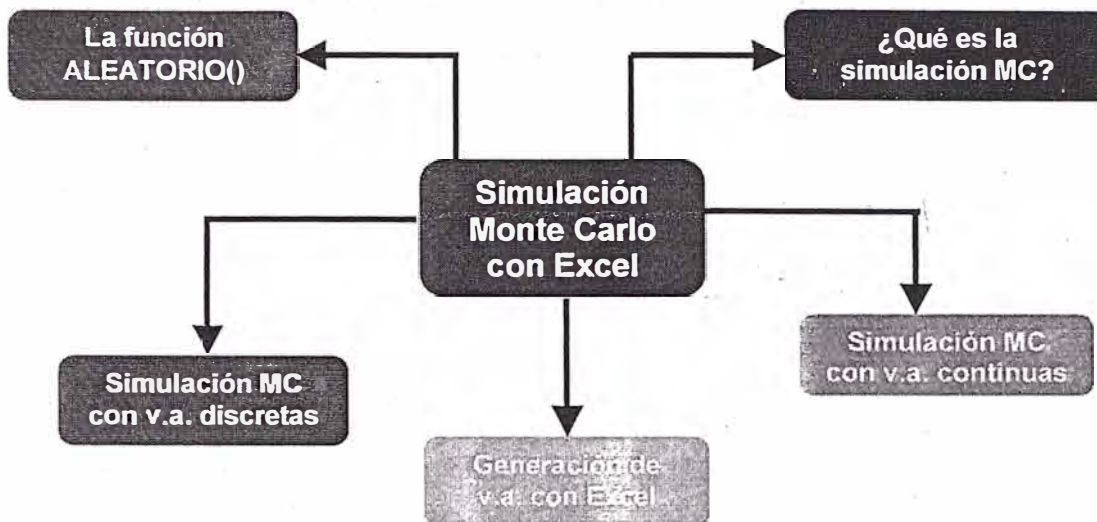 La función
ALEATORIO()
¿Qué es la
simulación MC?
Simulación
Monte Carlo
con Excel
Simulación MC
con v.a. continuas
Simulación MC
con v.a. discretas
Generación de
v.a. con Excel